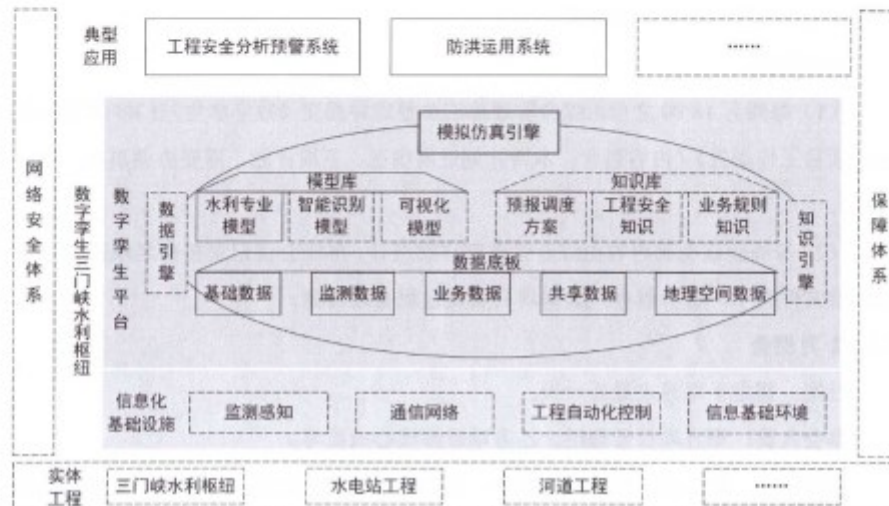 典型
应用
工程安全分析预警系统
防洪运用系统
……
网络安全体系
数字孪生三门峡水利枢纽
数字孪生平台
模拟仿真引擎
数据引擎
模型库
水利专业
模型
智能识别
模型
可视化
模型
知识库
预报调度
方案
工程安全
知识
业务规则
知识
知识引擎
数据底板
基础数据
监测数据
业务数据
共享数据
地理空间数据
保障体系
信息化
基础设施
监测感知
通信网络
工程自动化控制
信息基础环境
实体
工程
三门峡水利枢纽
水电站工程
河道工程
……